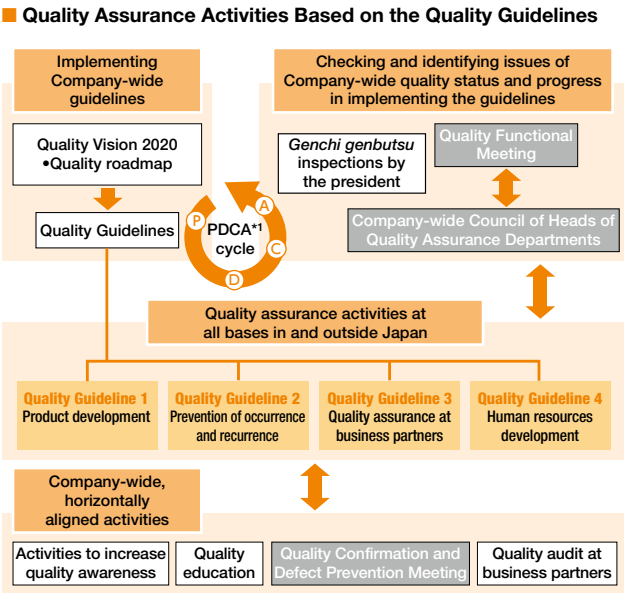 ■ Quality Assurance Activities Based on the Quality Guidelines
Implementing
Company-wide
guidelines
Checking and identifying issues of
Company-wide quality status and progress
in implementing the guidelines
Quality Vision 2020
•Quality roadmap
Genchi genbutsu
inspections by
the president
Quality Functional
Meeting
Quality Guidelines
P
A
C
D
PDCA*1
cycle
Company-wide Council of Heads of
Quality Assurance Departments
Quality assurance activities at
all bases in and outside Japan
Quality Guideline 1
Product development
Quality Guideline 2
Prevention of occurrence
and recurrence
Quality Guideline 3
Quality assurance at
business partners
Quality Guideline 4
Human resources
development
Company-wide,
horizontally
aligned activities
Activities to increase
quality awareness
Quality
education
Quality Confirmation and
Defect Prevention Meeting
Quality audit at
business partners